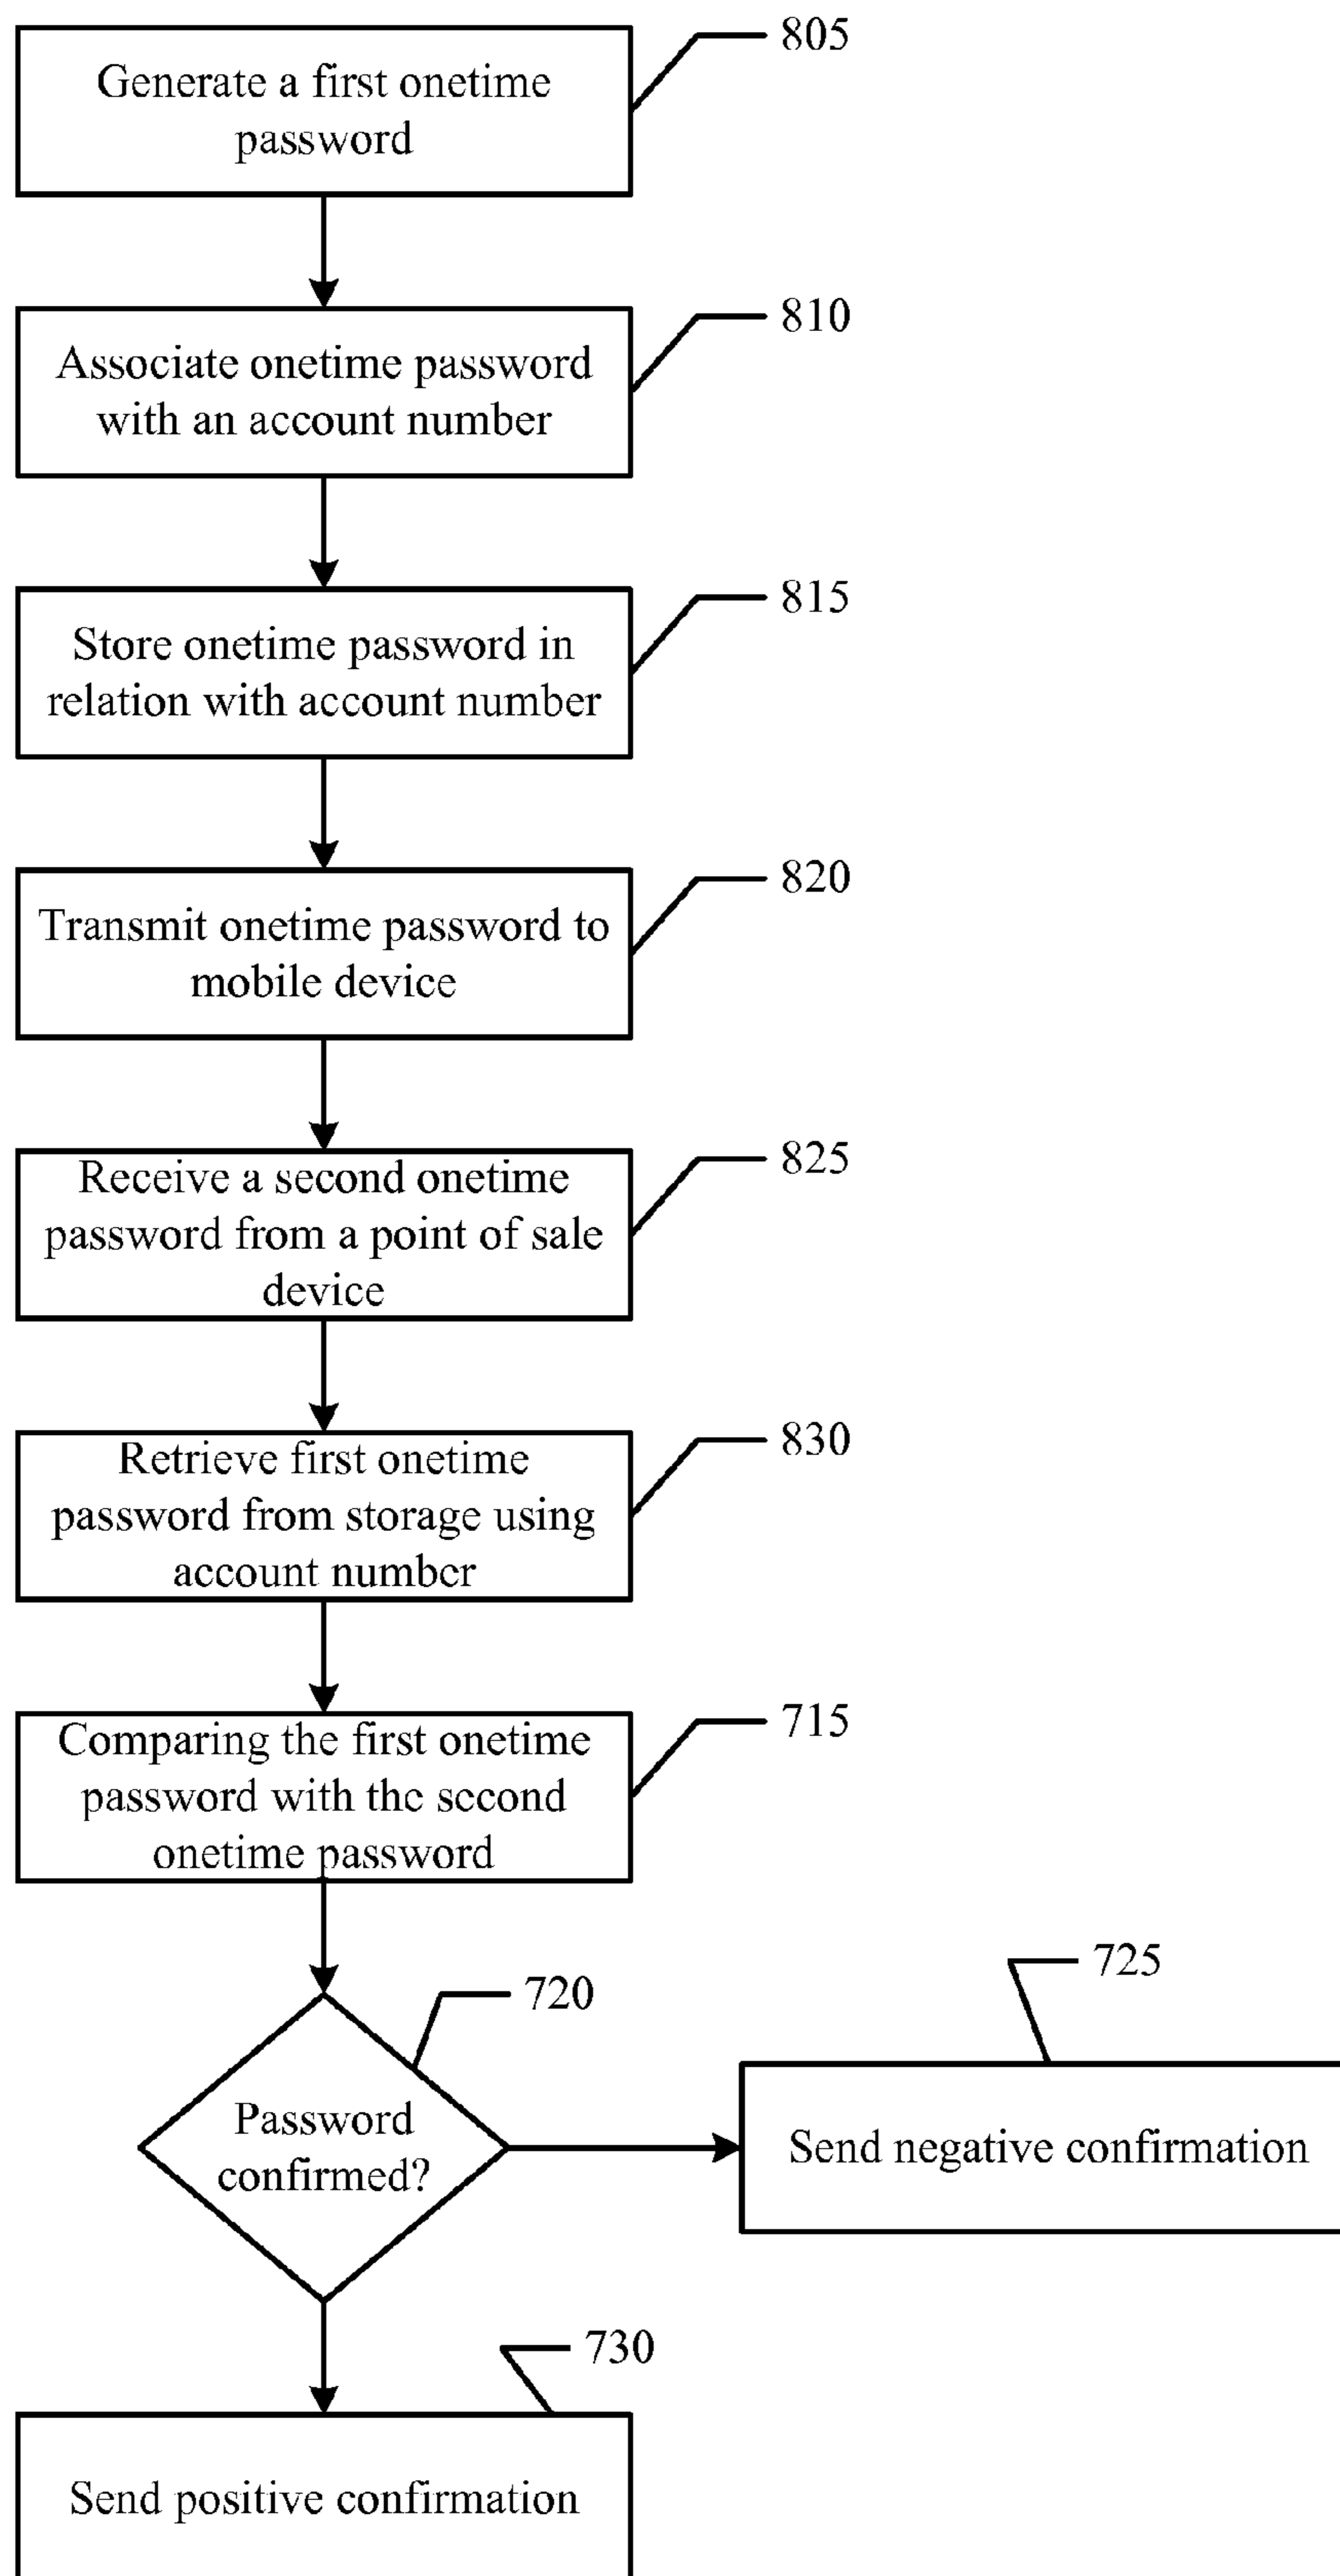 805
Generate a first onetime
password
810
Associate onetime password
with an account number
815
Store onetime password in
relation with account number
820
Transmit onetime password to
mobile device
825
Receive a second onetime
password from a point of sale
device
830
Retrieve first onetime
password from storage using
account number
715
Comparing the first onetime
password with the second
onetime password
720
Password
confirmed?
725
Send negative confirmation
730
Send positive confirmation